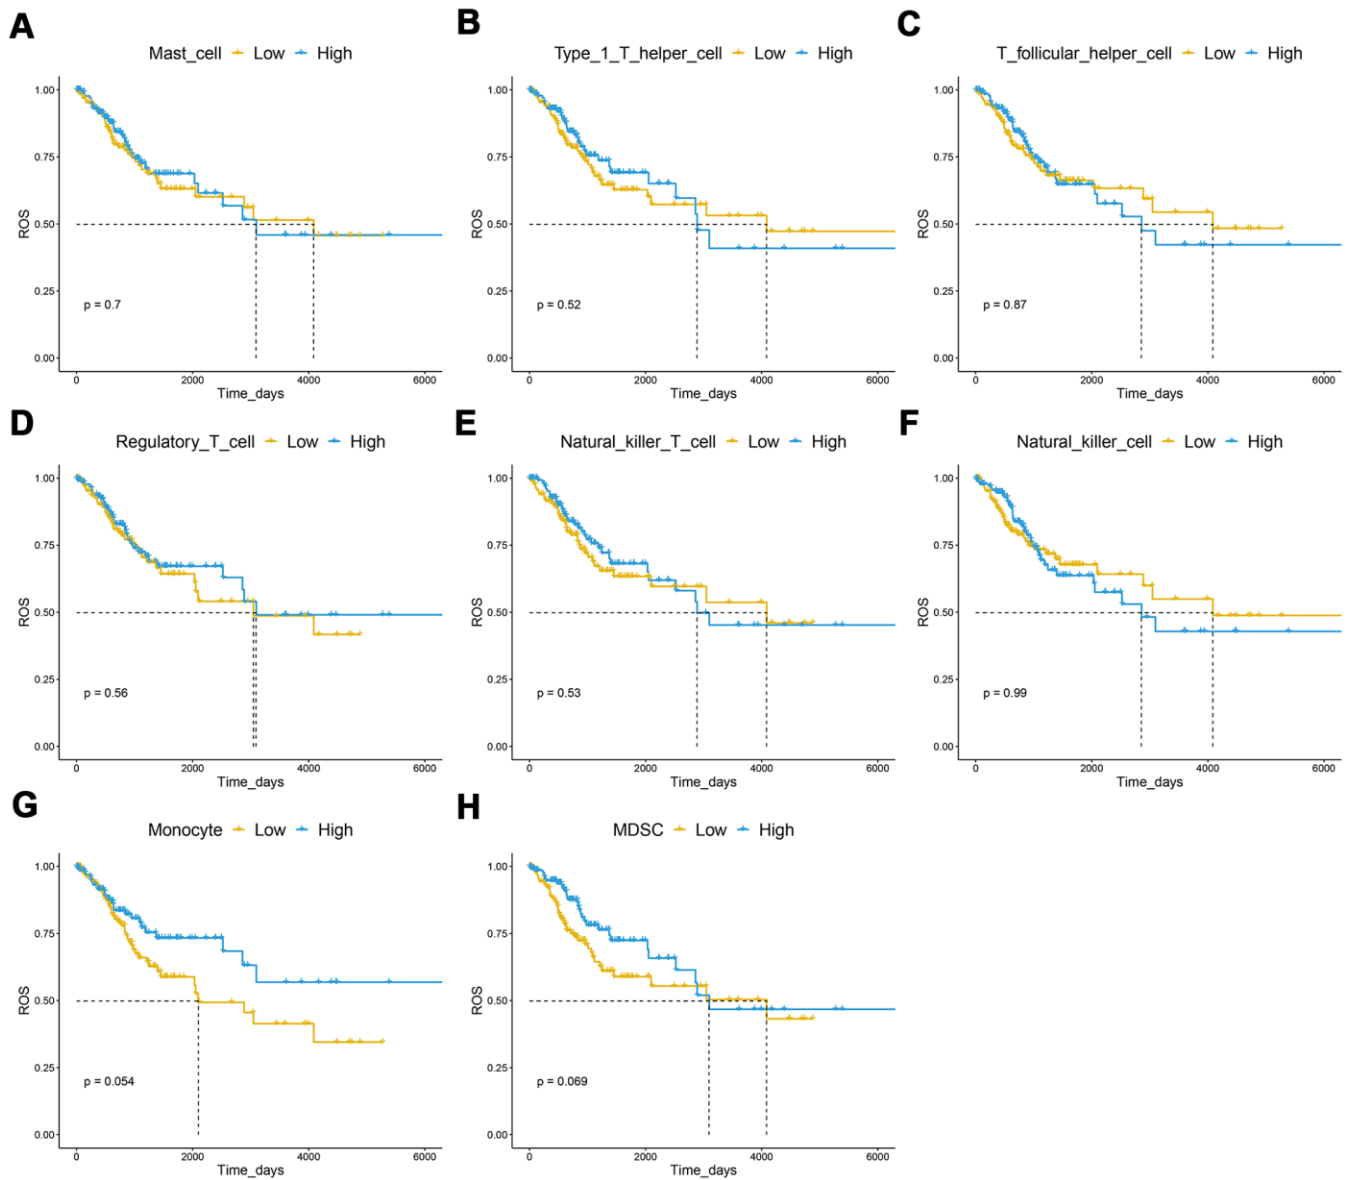 A
Mast_cell Low High
ROS
1.00
0.75
0.50
0.25
0.00
p = 0.7
0 2000 4000 6000
Time_days
B
Type_1_T_helper_cell Low High
ROS
1.00
0.75
0.50
0.25
0.00
p = 0.52
0 2000 4000 6000
Time_days
C
T_follicular_helper_cell Low High
ROS
1.00
0.75
0.50
0.25
0.00
p = 0.87
0 2000 4000 6000
Time_days
D
Regulatory_T_cell Low High
ROS
1.00
0.75
0.50
0.25
0.00
p = 0.56
0 2000 4000 6000
Time_days
E
Natural_killer_T_cell Low High
ROS
1.00
0.75
0.50
0.25
0.00
p = 0.53
0 2000 4000 6000
Time_days
F
Natural_killer_cell Low High
ROS
1.00
0.75
0.50
0.25
0.00
p = 0.99
0 2000 4000 6000
Time_days
G
Monocyte Low High
ROS
1.00
0.75
0.50
0.25
0.00
p = 0.054
0 2000 4000 6000
Time_days
H
MDSC Low High
ROS
1.00
0.75
0.50
0.25
0.00
p = 0.069
0 2000 4000 6000
Time_days